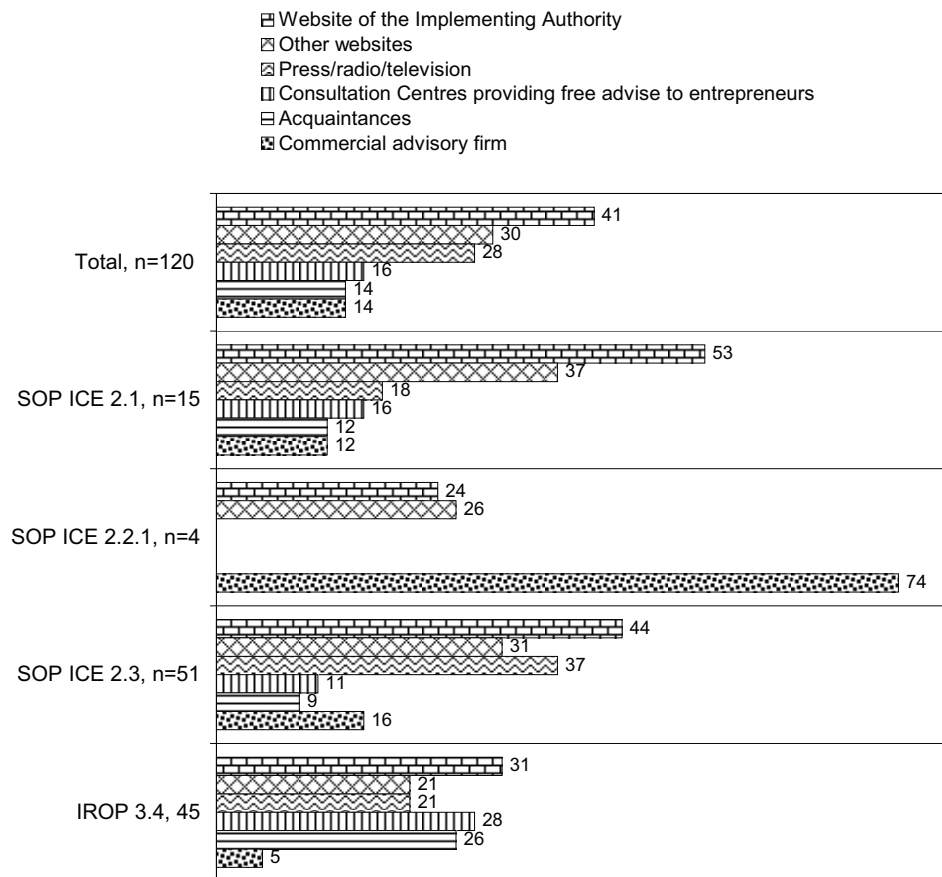 Website of the Implementing Authority
Other websites
Press/radio/television
Consultation Centres providing free advise to entrepreneurs
Acquaintances
Commercial advisory firm
41
30
28
Total, n=120
16
14
14
53
37
18
SOP ICE 2.1, n=15
16
12
12
24
26
SOP ICE 2.2.1, n=4
74
44
31
37
SOP ICE 2.3, n=51
11
9
16
31
21
21
IROP 3.4, 45
28
26
5